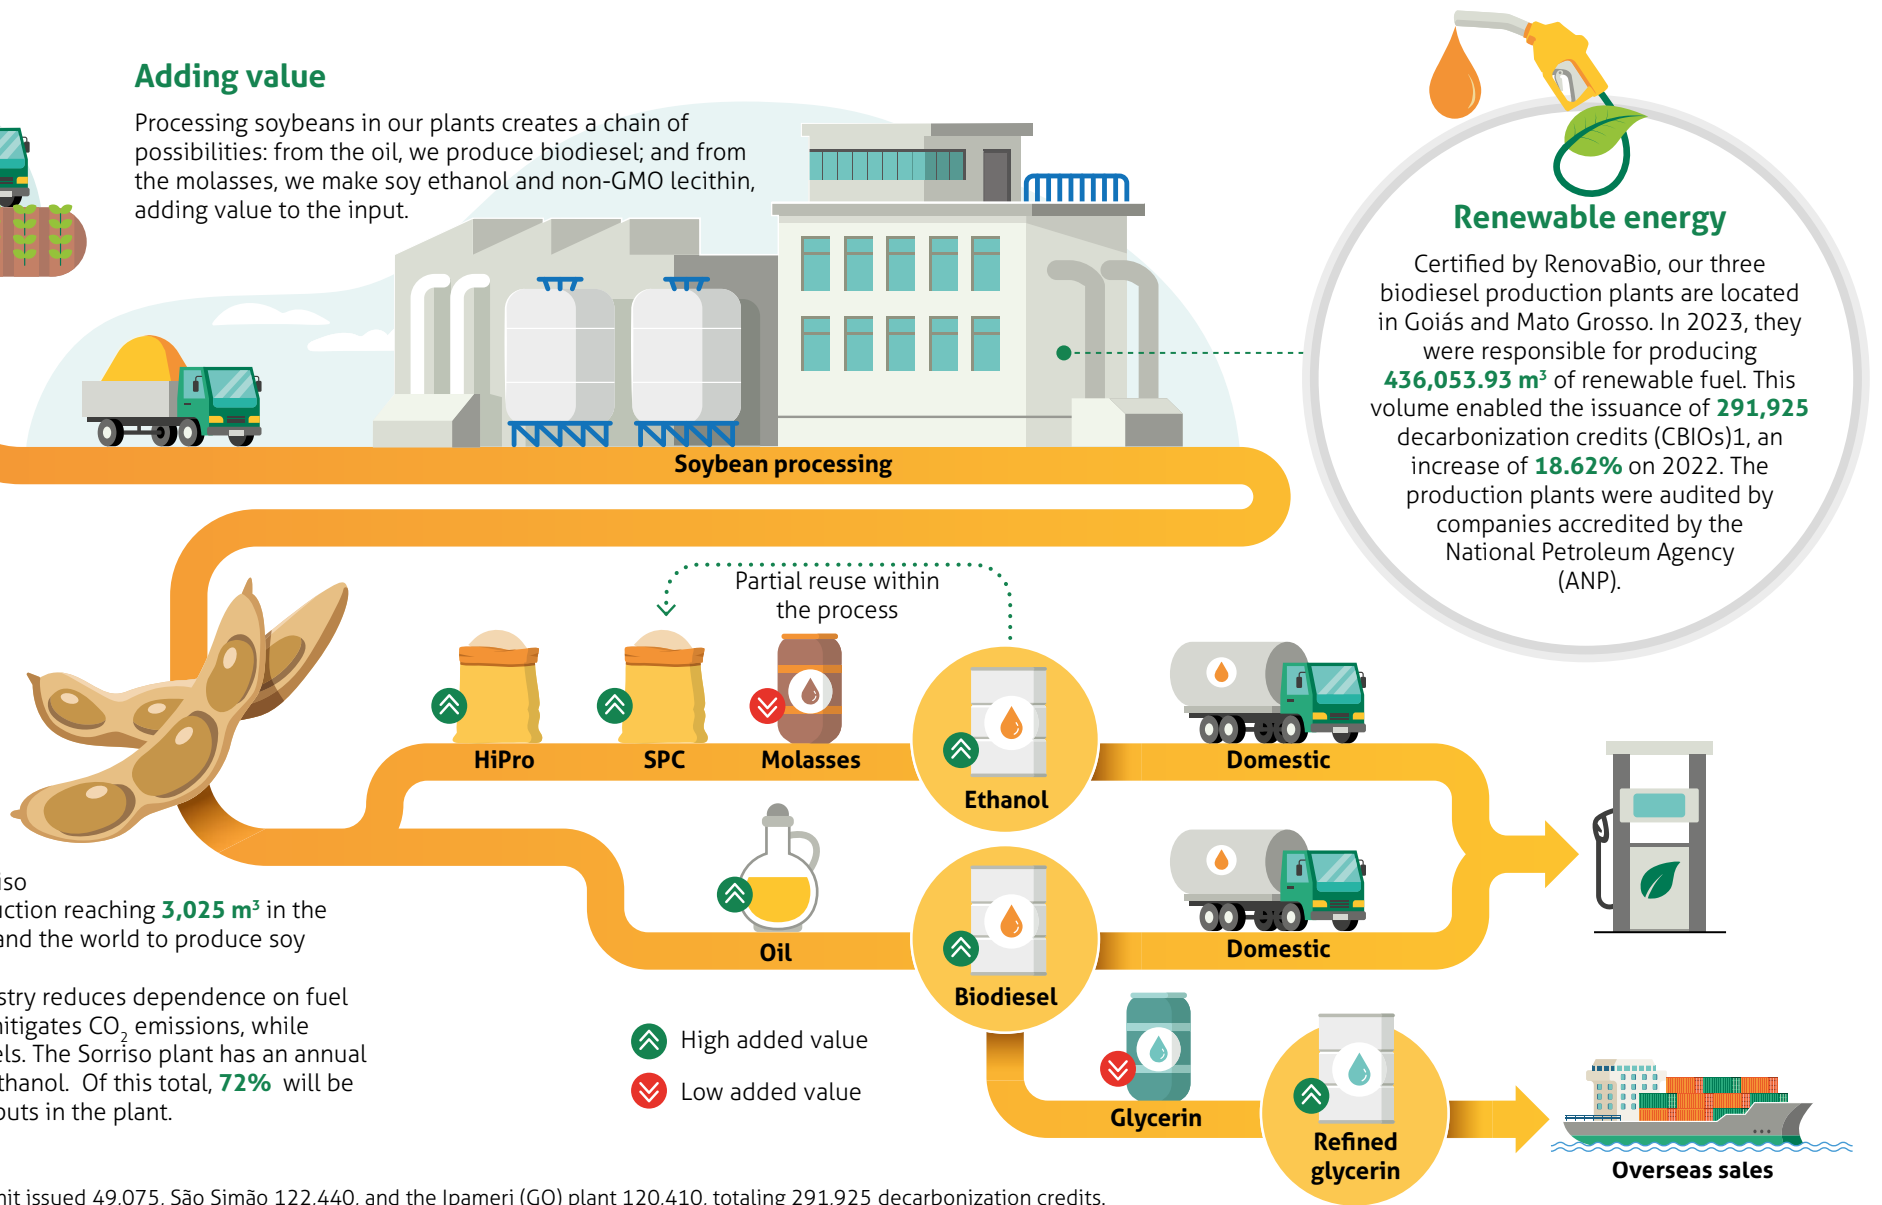 Adding value
Processing soybeans in our plants creates a chain of
possibilities: from the oil, we produce biodiesel; and from
the molasses, we make soy ethanol and non-GMO lecithin,
adding value to the input.
Renewable energy
Certified by RenovaBio, our three
biodiesel production plants are located
in Goiás and Mato Grosso. In 2023, they
were responsible for producing
436,053.93 m³ of renewable fuel. This
volume enabled the issuance of 291,925
decarbonization credits (CBIOs)1, an
increase of 18.62% on 2022. The
production plants were audited by
companies accredited by the
National Petroleum Agency
(ANP).
Soybean processing
Partial reuse within
the process
HiPro
SPC
Molasses
Ethanol
Domestic
Oil
Biodiesel
Domestic
High added value
Low added value
Glycerin
Refined
glycerin
Overseas sales
iso
uction reaching 3,025 m³ in the
and the world to produce soy
stry reduces dependence on fuel
mitigates CO₂ emissions, while
els. The Sorriso plant has an annual
thanol. Of this total, 72% will be
puts in the plant.
nit issued 49,075, São Simão 122,440, and the Ipameri (GO) plant 120,410, totaling 291,925 decarbonization credits.